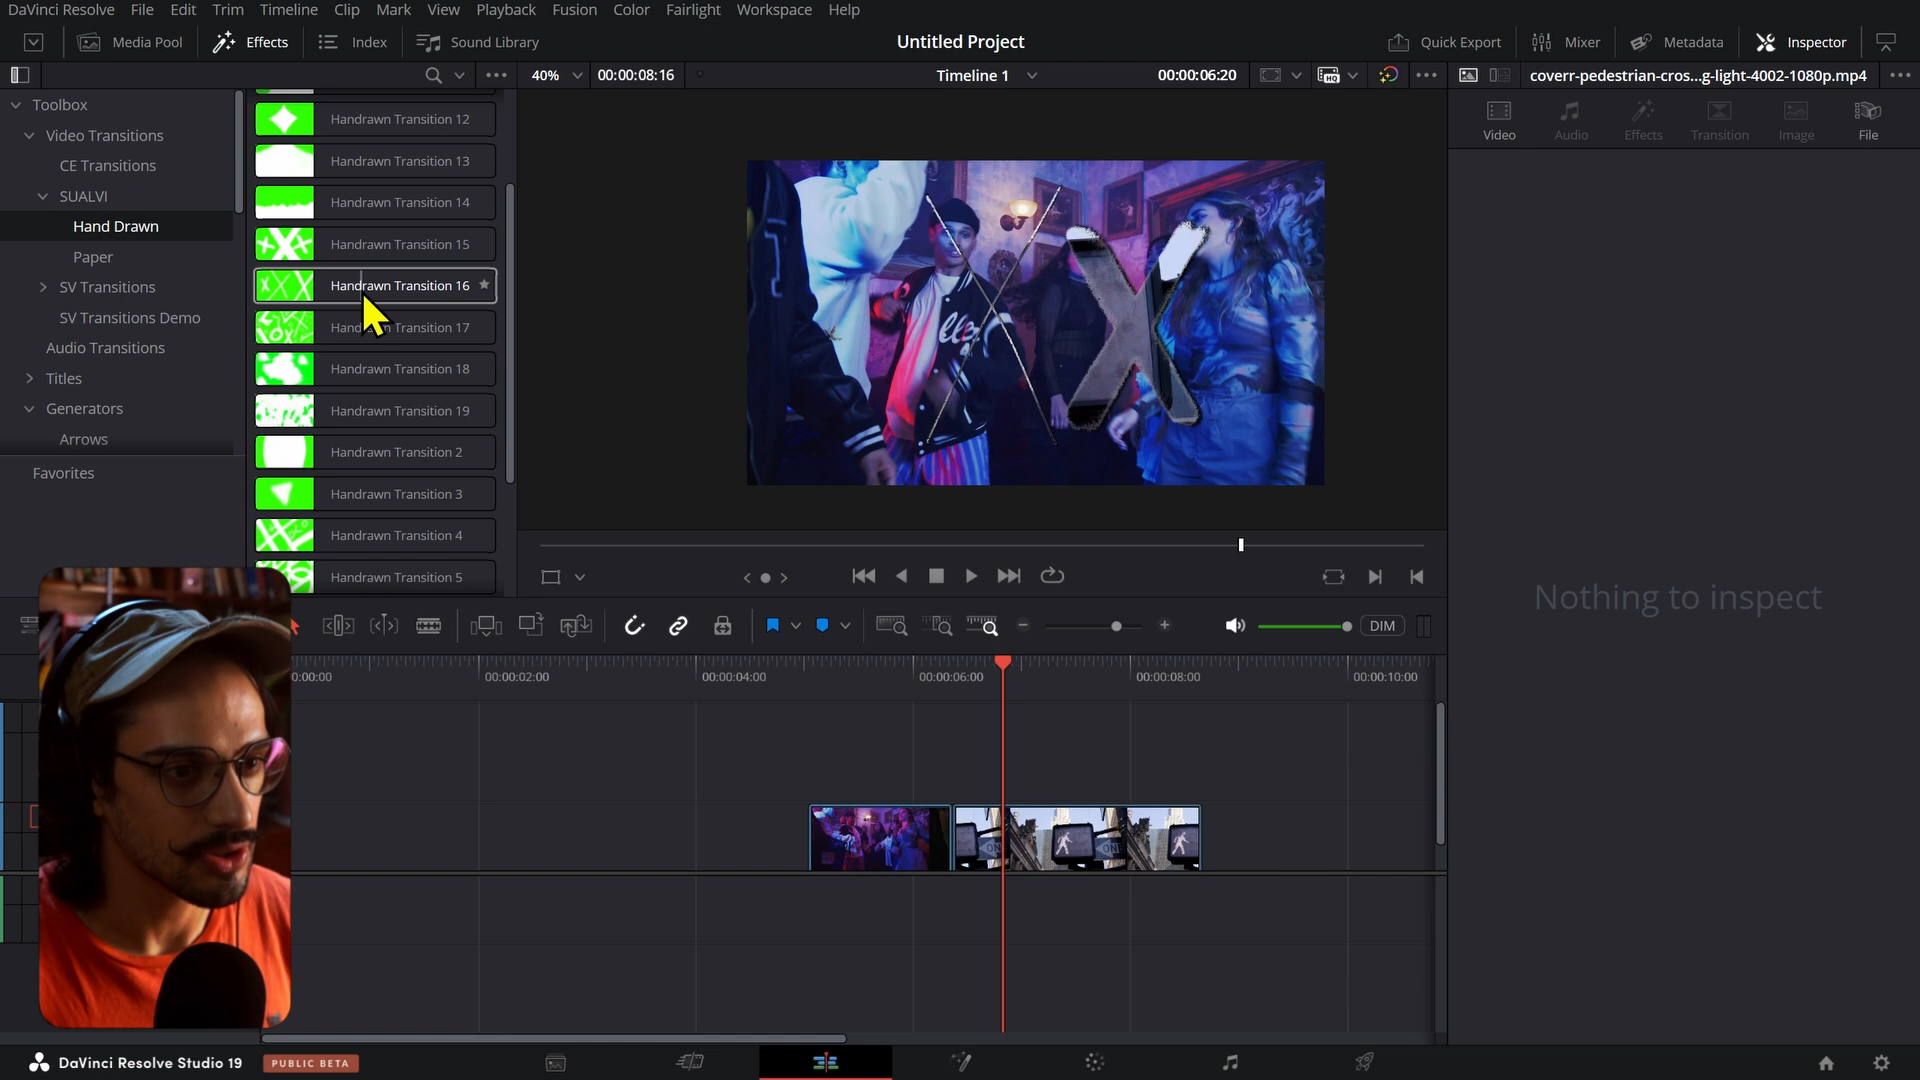 DaVinci Resolve File Edit Trim Timeline Clip Mark View Playback Fusion Color Fairlight Workspace Help
Media Pool Effects Index Sound Library Untitled Project Quick Export Mixer Metadata Inspector
40% 00:00:08:16 Timeline 1 00:00:06:20 coverr-pedestrian-cros...g-light-4002-1080p.mp4
Toolbox
Video Transitions
CE Transitions
SUALVI
Hand Drawn
Paper
SV Transitions
SV Transitions Demo
Audio Transitions
Titles
Generators
Arrows
Favorites
Handrawn Transition 12
Handrawn Transition 13
Handrawn Transition 14
Handrawn Transition 15
Handrawn Transition 16
Handrawn Transition 17
Handrawn Transition 18
Handrawn Transition 19
Handrawn Transition 2
Handrawn Transition 3
Handrawn Transition 4
Handrawn Transition 5
Video Audio Effects Transition Image File
Nothing to inspect
DIM
0:00:00 00:00:02:00 00:00:04:00 00:00:06:00 00:00:08:00 00:00:10:00
DaVinci Resolve Studio 19 PUBLIC BETA